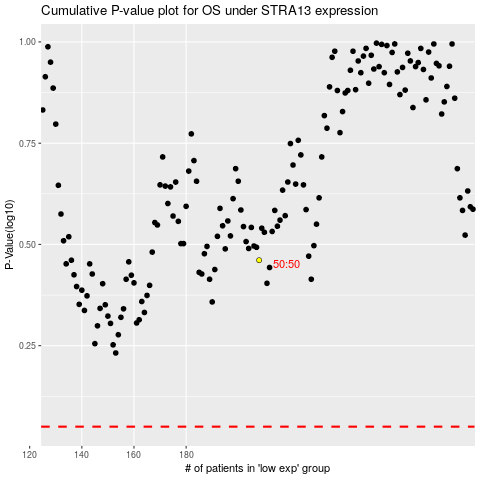 Cumulative P-value plot for OS under STRA13 expression
P-Value(log10)
1.00
0.75
0.50
0.25
50:50
120 140 160 180
# of patients in 'low exp' group